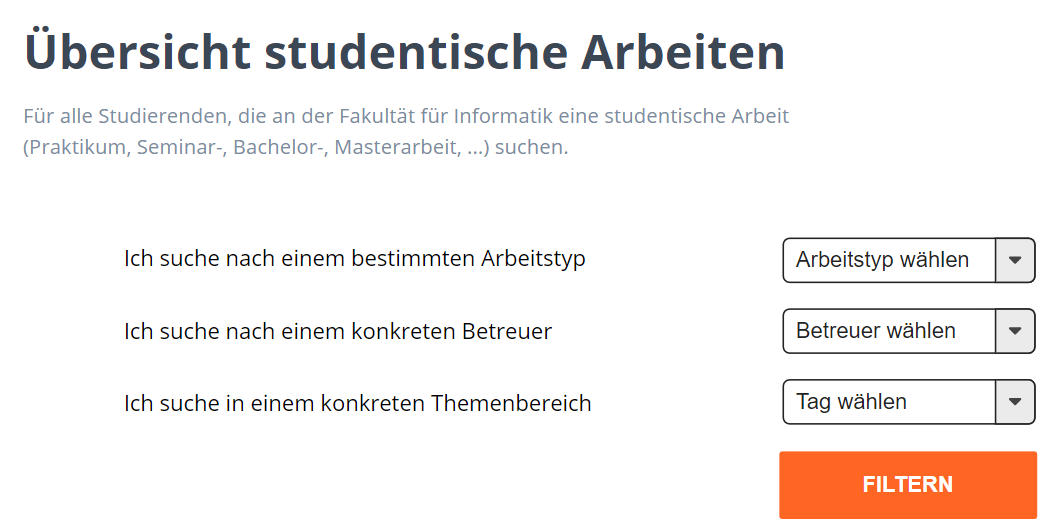 Übersicht studentische Arbeiten
Für alle Studierenden, die an der Fakultät für Informatik eine studentische Arbeit
(Praktikum, Seminar-, Bachelor-, Masterarbeit, ...) suchen.
Ich suche nach einem bestimmten Arbeitstyp
Arbeitstyp wählen
Ich suche nach einem konkreten Betreuer
Betreuer wählen
Ich suche in einem konkreten Themenbereich
Tag wählen
FILTERN